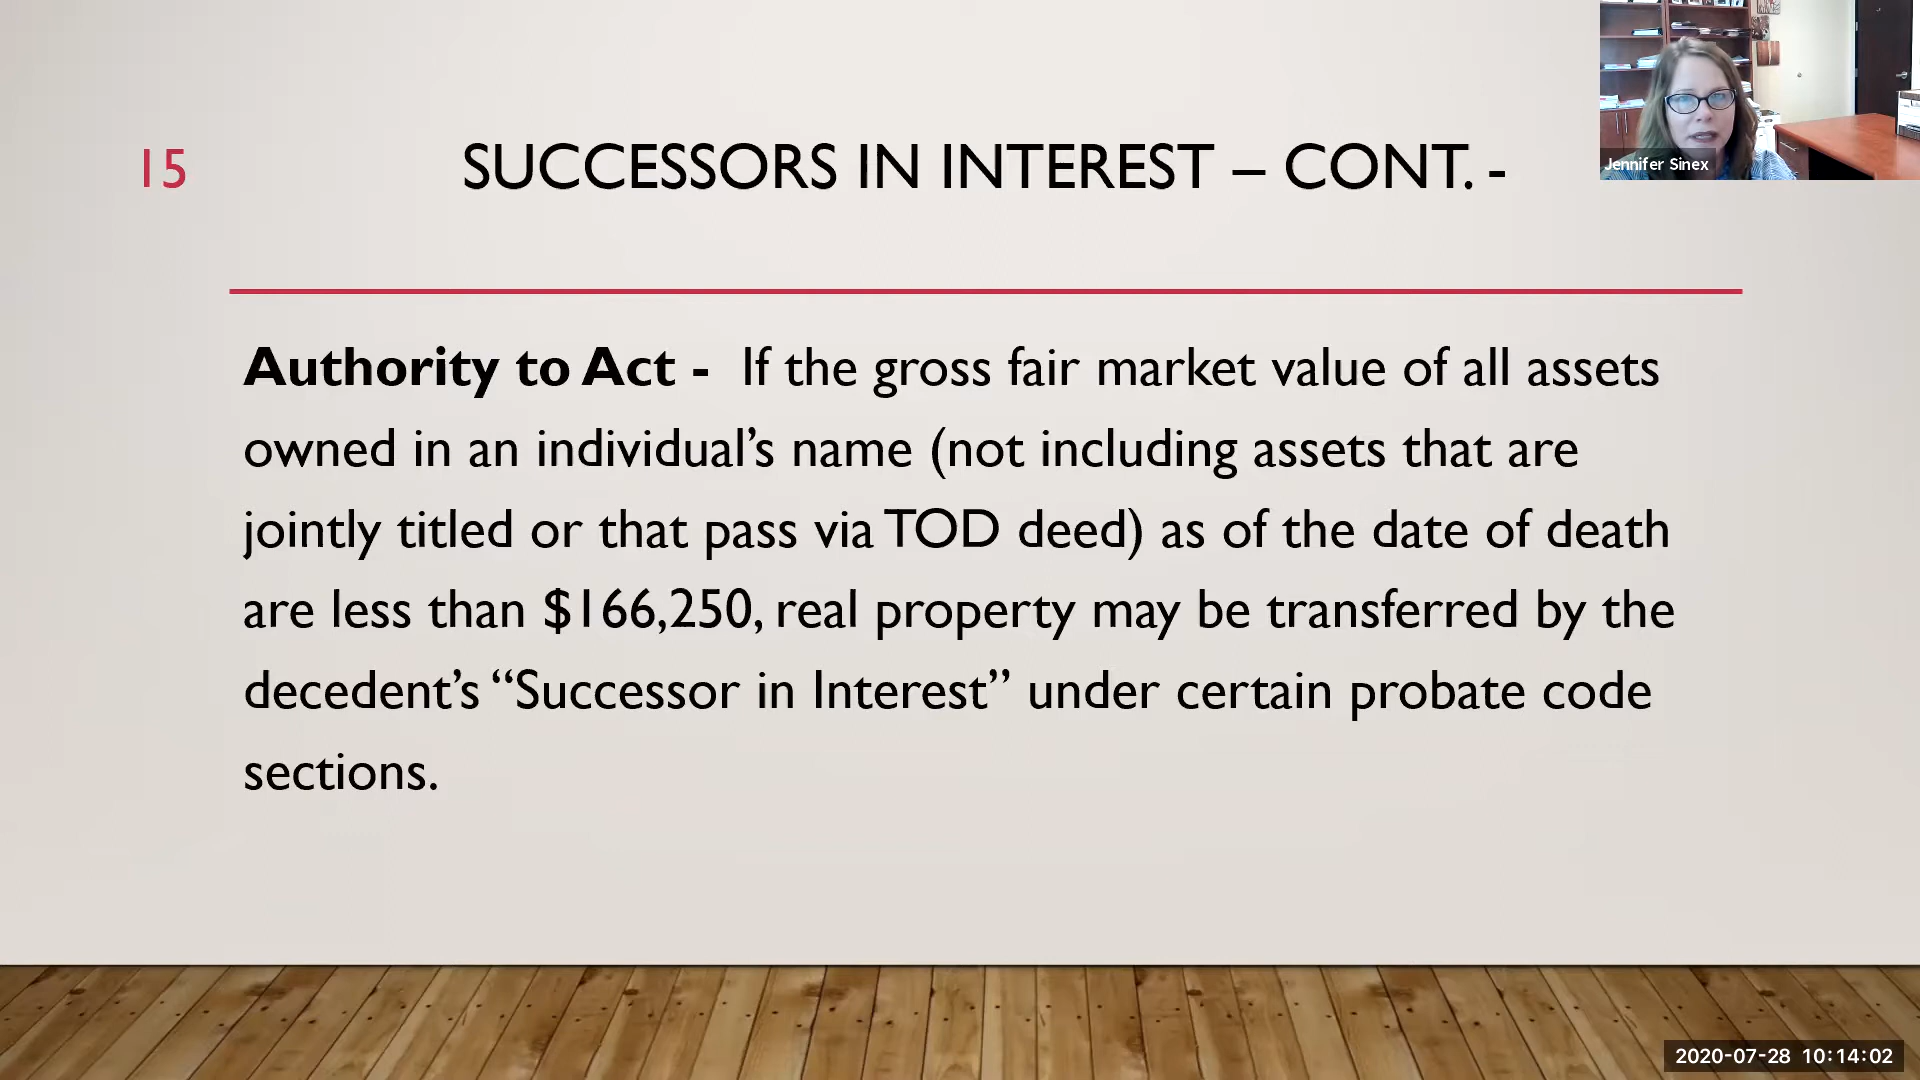 15
SUCCESSORS IN INTEREST – CONT. -
Jennifer Sinex
Authority to Act - If the gross fair market value of all assets
owned in an individual’s name (not including assets that are
jointly titled or that pass via TOD deed) as of the date of death
are less than $166,250, real property may be transferred by the
decedent’s “Successor in Interest” under certain probate code
sections.
2020-07-28 10:14:02